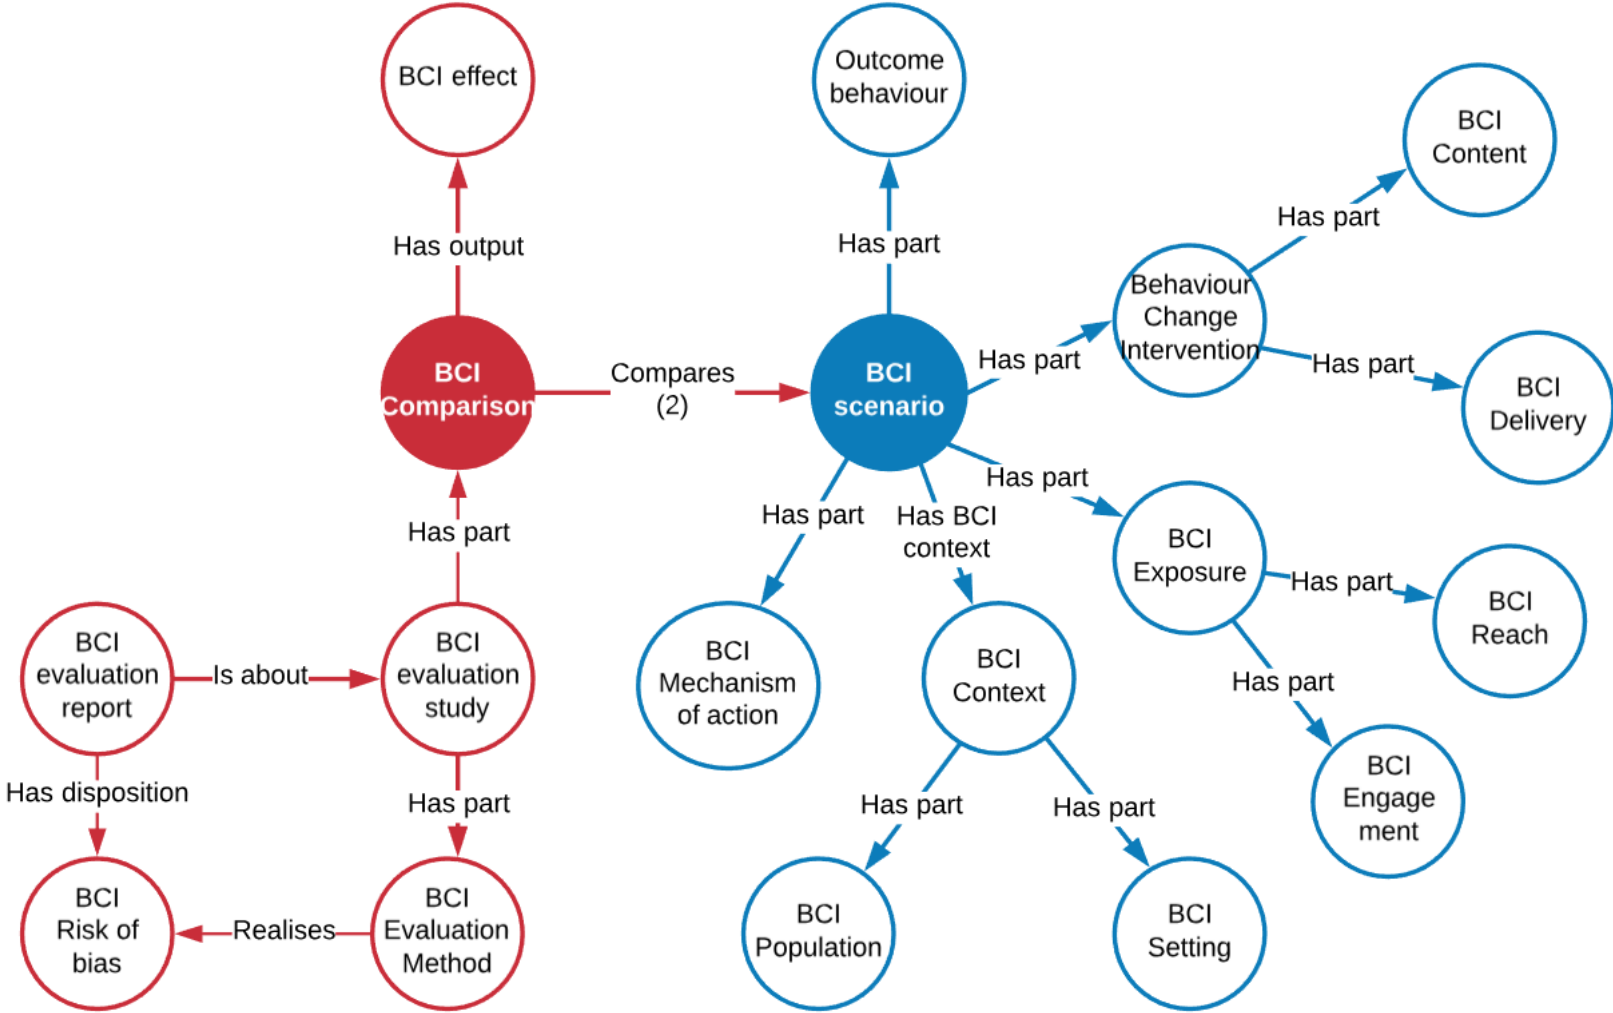 BCI effect
Outcome
behaviour
BCI
Content
Has part
Has output
Has part
Behaviour
Change
Intervention
Has part
Has part
BCI
Delivery
BCI
Comparison
Compares
(2)
BCI
scenario
Has part
Has part
Has part
Has BCI
context
BCI
Exposure
Has part
BCI
Reach
BCI
evaluation
report
Is about
BCI
evaluation
study
BCI
Mechanism
of action
BCI
Context
Has part
BCI
Engage
ment
Has disposition
Has part
Has part
Has part
BCI
Risk of
bias
Realises
BCI
Evaluation
Method
BCI
Population
BCI
Setting